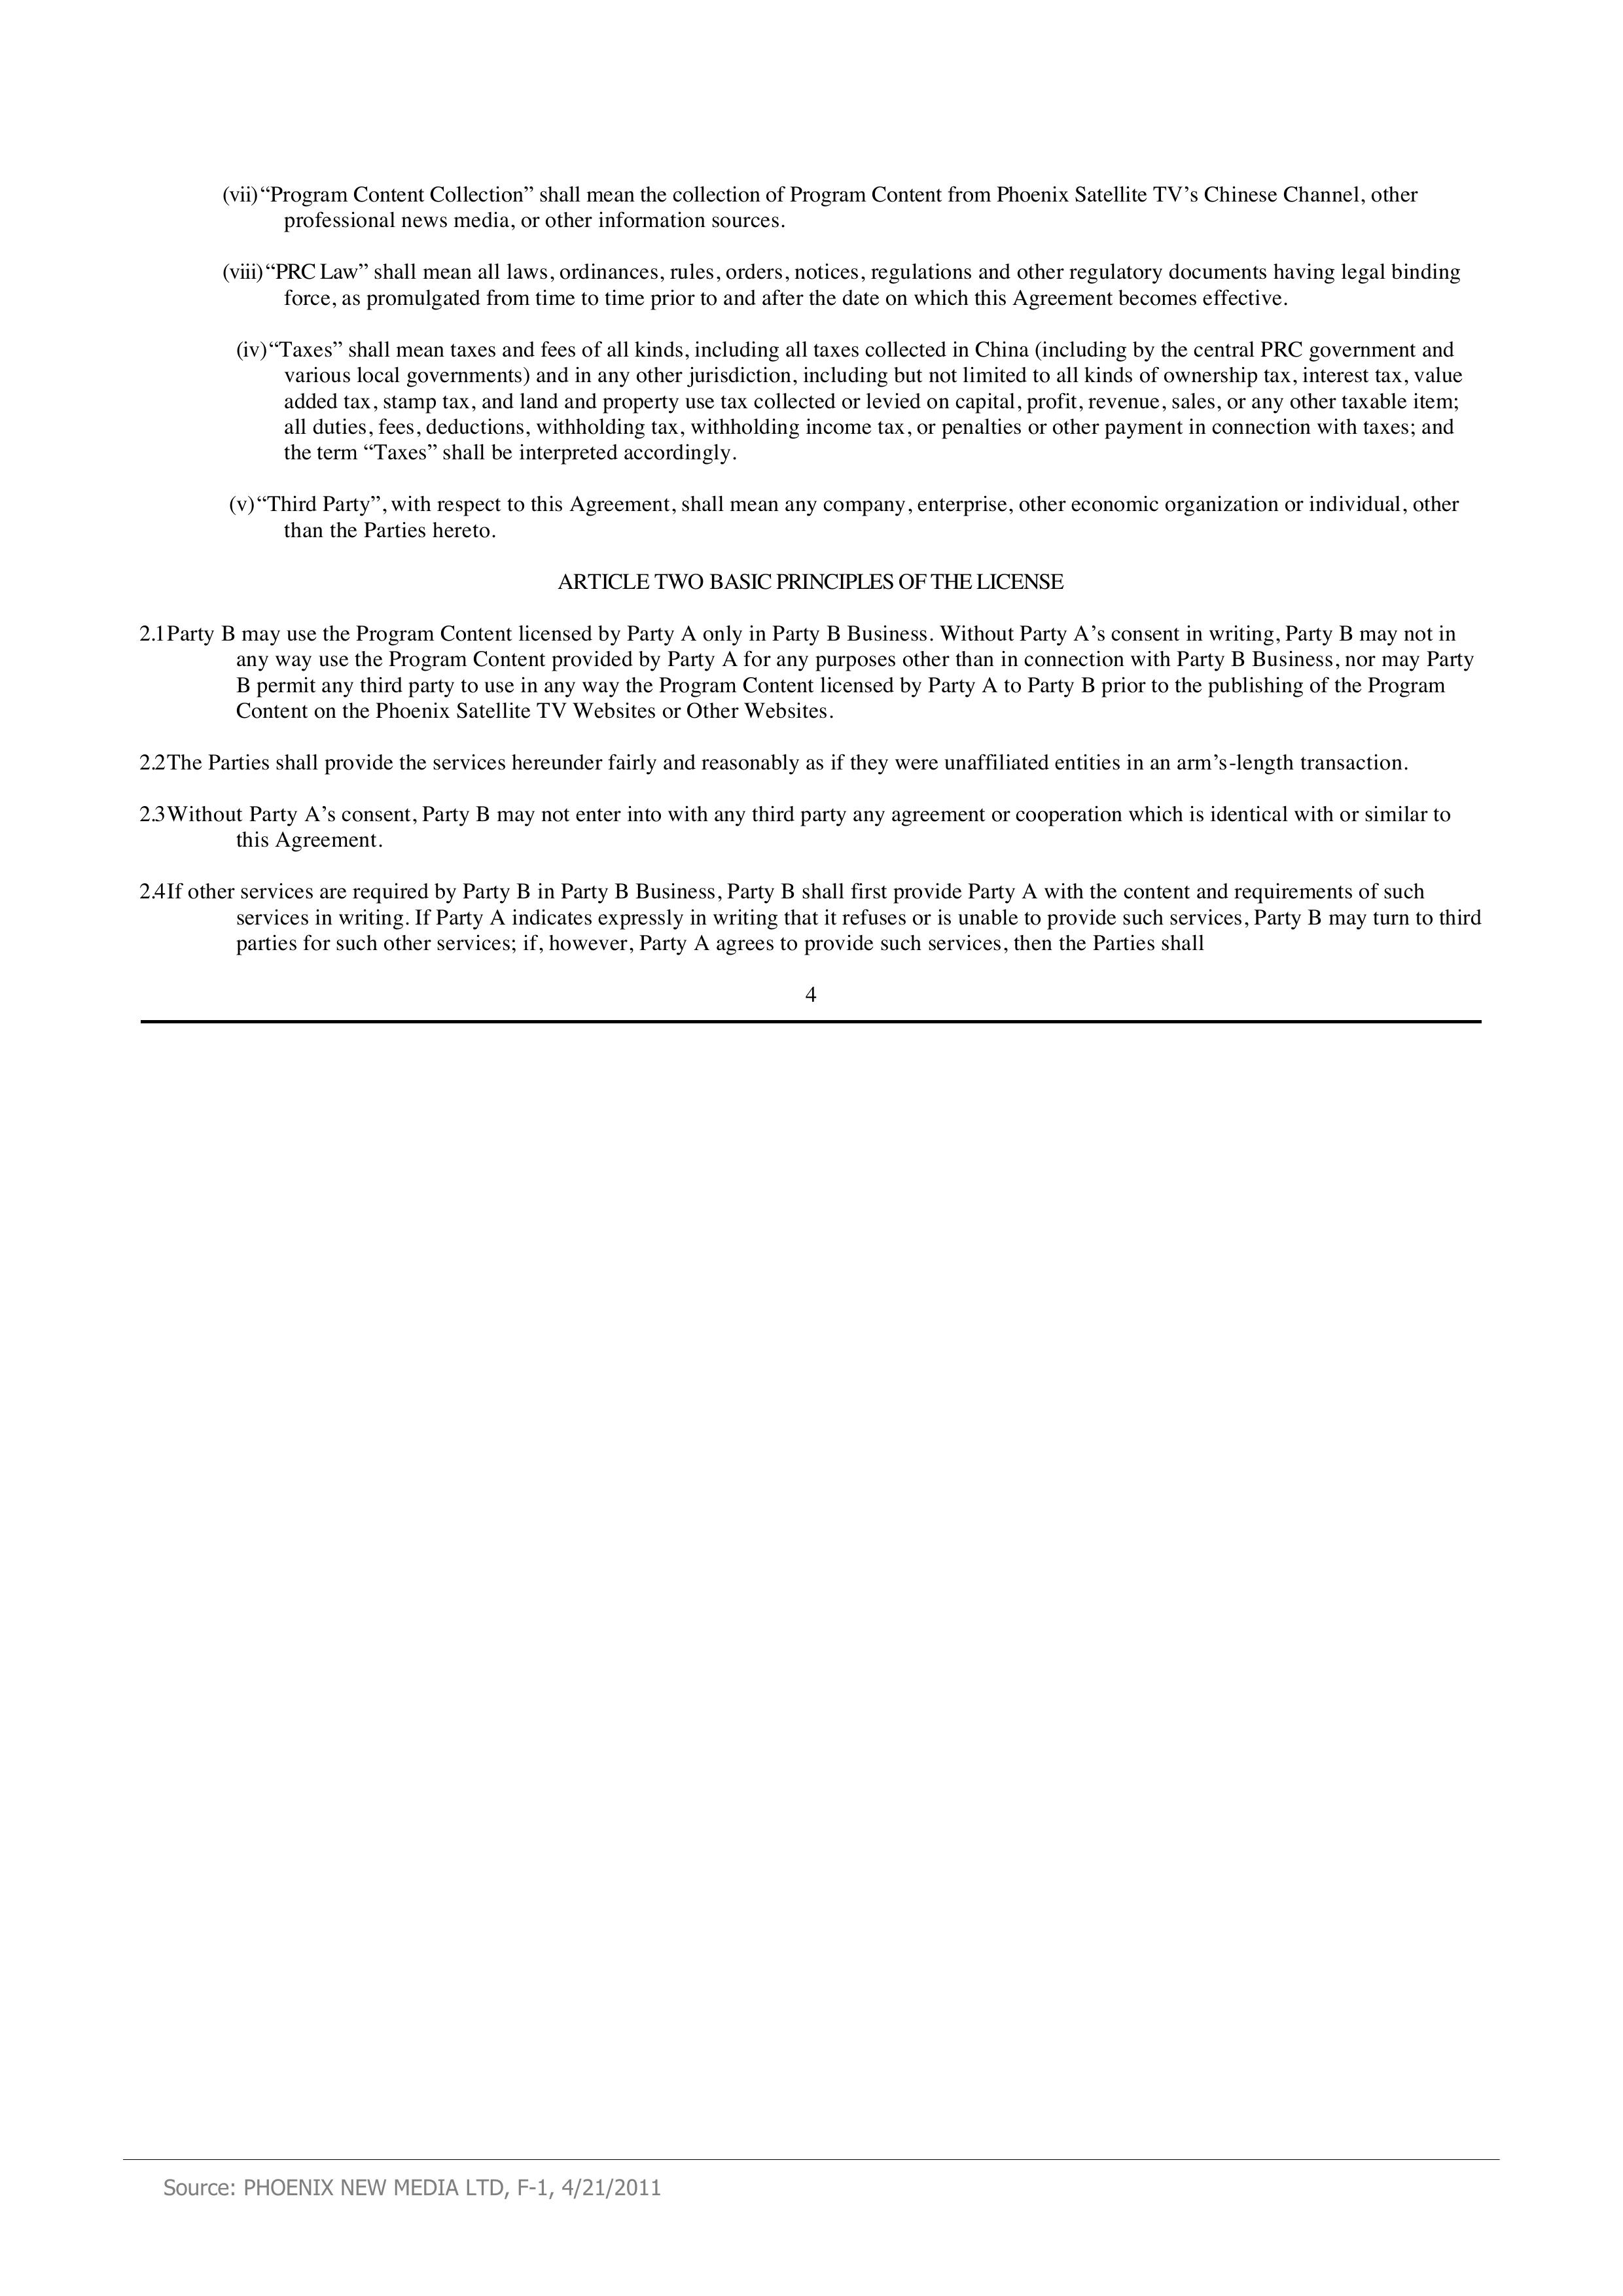 (vii)“Program Content Collection” shall mean the collection of Program Content from Phoenix Satellite TV’s Chinese Channel, other
professional news media, or other information sources.
(viii)“PRC Law” shall mean all laws, ordinances, rules, orders, notices, regulations and other regulatory documents having legal binding
force, as promulgated from time to time prior to and after the date on which this Agreement becomes effective.
(iv)“Taxes” shall mean taxes and fees of all kinds, including all taxes collected in China (including by the central PRC government and
various local governments) and in any other jurisdiction, including but not limited to all kinds of ownership tax, interest tax, value
added tax, stamp tax, and land and property use tax collected or levied on capital, profit, revenue, sales, or any other taxable item;
all duties, fees, deductions, withholding tax, withholding income tax, or penalties or other payment in connection with taxes; and
the term “Taxes” shall be interpreted accordingly.
(v)“Third Party”, with respect to this Agreement, shall mean any company, enterprise, other economic organization or individual, other
than the Parties hereto.
ARTICLE TWO BASIC PRINCIPLES OF THE LICENSE
2.1Party B may use the Program Content licensed by Party A only in Party B Business. Without Party A’s consent in writing, Party B may not in
any way use the Program Content provided by Party A for any purposes other than in connection with Party B Business, nor may Party
B permit any third party to use in any way the Program Content licensed by Party A to Party B prior to the publishing of the Program
Content on the Phoenix Satellite TV Websites or Other Websites.
2.2The Parties shall provide the services hereunder fairly and reasonably as if they were unaffiliated entities in an arm’s-length transaction.
2.3Without Party A’s consent, Party B may not enter into with any third party any agreement or cooperation which is identical with or similar to
this Agreement.
2.4If other services are required by Party B in Party B Business, Party B shall first provide Party A with the content and requirements of such
services in writing. If Party A indicates expressly in writing that it refuses or is unable to provide such services, Party B may turn to third
parties for such other services; if, however, Party A agrees to provide such services, then the Parties shall
4
Source: PHOENIX NEW MEDIA LTD, F-1, 4/21/2011